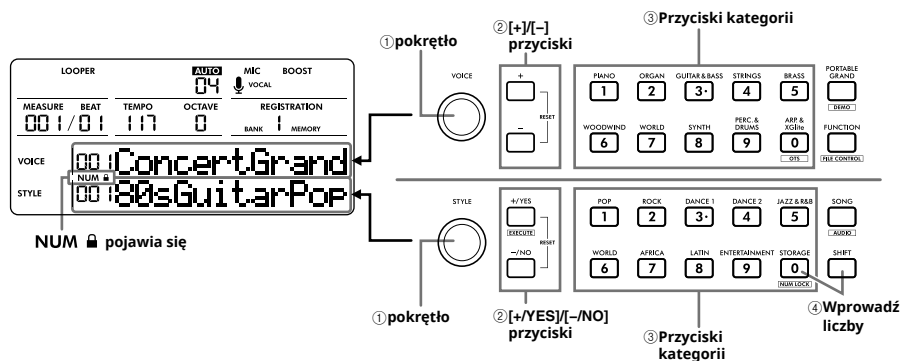 LOOPER
AUTO
04
MIC BOOST
VOCAL
MEASURE BEAT
001/01
TEMPO
117
OCTAVE
0
REGISTRATION
BANK 1 MEMORY
VOICE 001 ConcertGrand
NUM
STYLE 001 80sGuitarPop
NUM pojawia się
①pokrętło
VOICE
②[+]/[–]
przyciski
+
RESET
–
③Przyciski kategorii
PIANO ORGAN GUITAR & BASS STRINGS BRASS
1 2 3· 4 5
WOODWIND WORLD SYNTH PERC. & DRUMS ARP. & XGlite
6 7 8 9 0
OTS
PORTABLE
GRAND
DEMO
FUNCTION
FILE CONTROL
STYLE
①pokrętło
+/YES
EXECUTE
RESET
–/NO
②[+/YES]/[–/NO]
przyciski
POP ROCK DANCE 1 DANCE 2 JAZZ & R&B
1 2 3· 4 5
WORLD AFRICA LATIN ENTERTAINMENT STORAGE
6 7 8 9 0
NUM LOCK
③Przyciski
kategorii
SONG
AUDIO
SHIFT
④Wprowadź
liczby